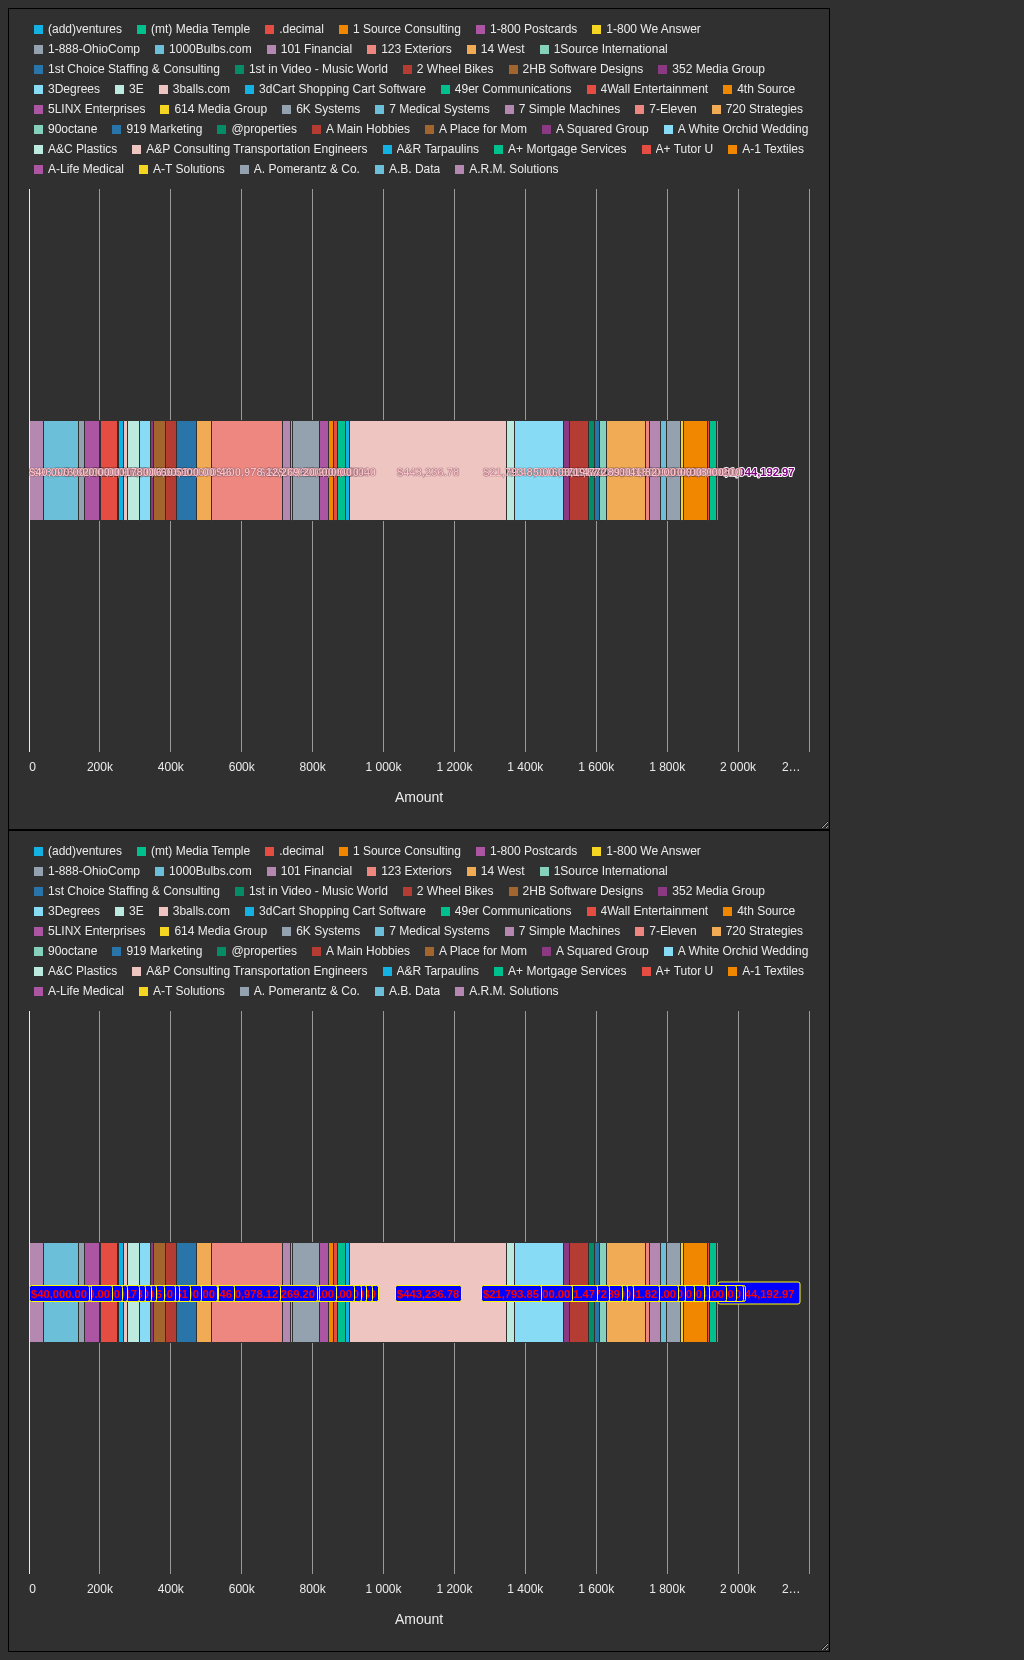 (add)ventures (mt) Media Temple .decimal 1 Source Consulting 1-800 Postcards 1-800 We Answer
1-888-OhioComp 1000Bulbs.com 101 Financial 123 Exteriors 14 West 1Source International
1st Choice Staffing & Consulting 1st in Video - Music World 2 Wheel Bikes 2HB Software Designs 352 Media Group
3Degrees 3E 3balls.com 3dCart Shopping Cart Software 49er Communications 4Wall Entertainment 4th Source
5LINX Enterprises 614 Media Group 6K Systems 7 Medical Systems 7 Simple Machines 7-Eleven 720 Strategies
90octane 919 Marketing @properties A Main Hobbies A Place for Mom A Squared Group A White Orchid Wedding
A&C Plastics A&P Consulting Transportation Engineers A&R Tarpaulins A+ Mortgage Services A+ Tutor U A-1 Textiles
A-Life Medical A-T Solutions A. Pomerantz & Co. A.B. Data A.R.M. Solutions
$443,236.78
0 200k 400k 600k 800k 1 000k 1 200k 1 400k 1 600k 1 800k 2 000k 2…
Amount
(add)ventures (mt) Media Temple .decimal 1 Source Consulting 1-800 Postcards 1-800 We Answer
1-888-OhioComp 1000Bulbs.com 101 Financial 123 Exteriors 14 West 1Source International
1st Choice Staffing & Consulting 1st in Video - Music World 2 Wheel Bikes 2HB Software Designs 352 Media Group
3Degrees 3E 3balls.com 3dCart Shopping Cart Software 49er Communications 4Wall Entertainment 4th Source
5LINX Enterprises 614 Media Group 6K Systems 7 Medical Systems 7 Simple Machines 7-Eleven 720 Strategies
90octane 919 Marketing @properties A Main Hobbies A Place for Mom A Squared Group A White Orchid Wedding
A&C Plastics A&P Consulting Transportation Engineers A&R Tarpaulins A+ Mortgage Services A+ Tutor U A-1 Textiles
A-Life Medical A-T Solutions A. Pomerantz & Co. A.B. Data A.R.M. Solutions
$40,000.00 $443,236.78 $21,793.85 44,192.97
0 200k 400k 600k 800k 1 000k 1 200k 1 400k 1 600k 1 800k 2 000k 2…
Amount